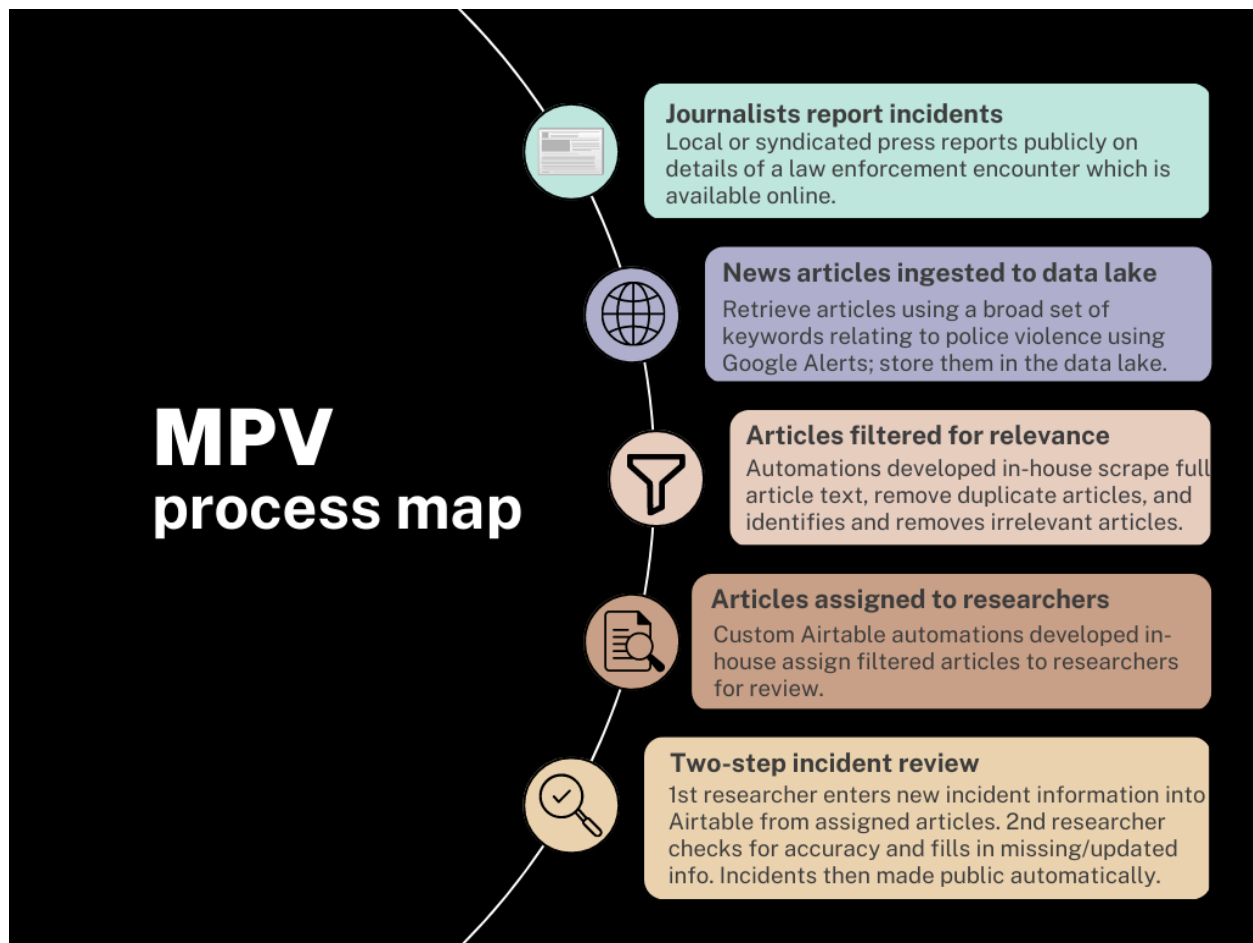 MPV
process map
Journalists report incidents
Local or syndicated press reports publicly on
details of a law enforcement encounter which is
available online.
News articles ingested to data lake
Retrieve articles using a broad set of
keywords relating to police violence using
Google Alerts; store them in the data lake.
Articles filtered for relevance
Automations developed in-house scrape full
article text, remove duplicate articles, and
identifies and removes irrelevant articles.
Articles assigned to researchers
Custom Airtable automations developed in-
house assign filtered articles to researchers
for review.
Two-step incident review
1st researcher enters new incident information into
Airtable from assigned articles. 2nd researcher
checks for accuracy and fills in missing/updated
info. Incidents then made public automatically.